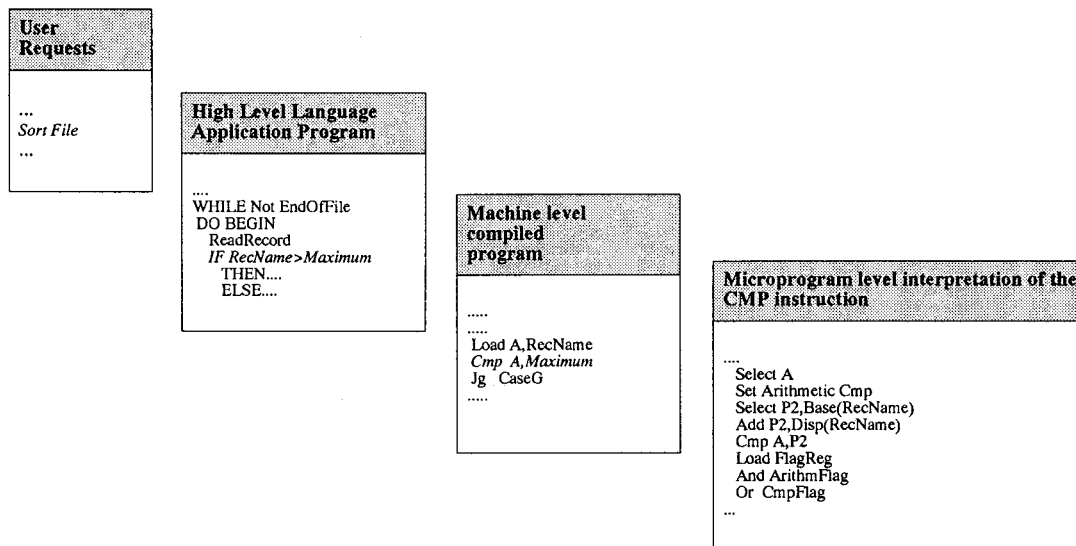 User
Requests
...
Sort File
...
High Level Language
Application Program
....
WHILE Not EndOfFile
DO BEGIN
ReadRecord
IF RecName>Maximum
THEN....
ELSE....
Machine level
compiled
program
.....
.....
Load A,RecName
Cmp A,Maximum
Jg CaseG
.....
Microprogram level interpretation of the
CMP instruction
....
Select A
Set Arithmetic Cmp
Select P2,Base(RecName)
Add P2,Disp(RecName)
Cmp A,P2
Load FlagReg
And ArithmFlag
Or CmpFlag
...